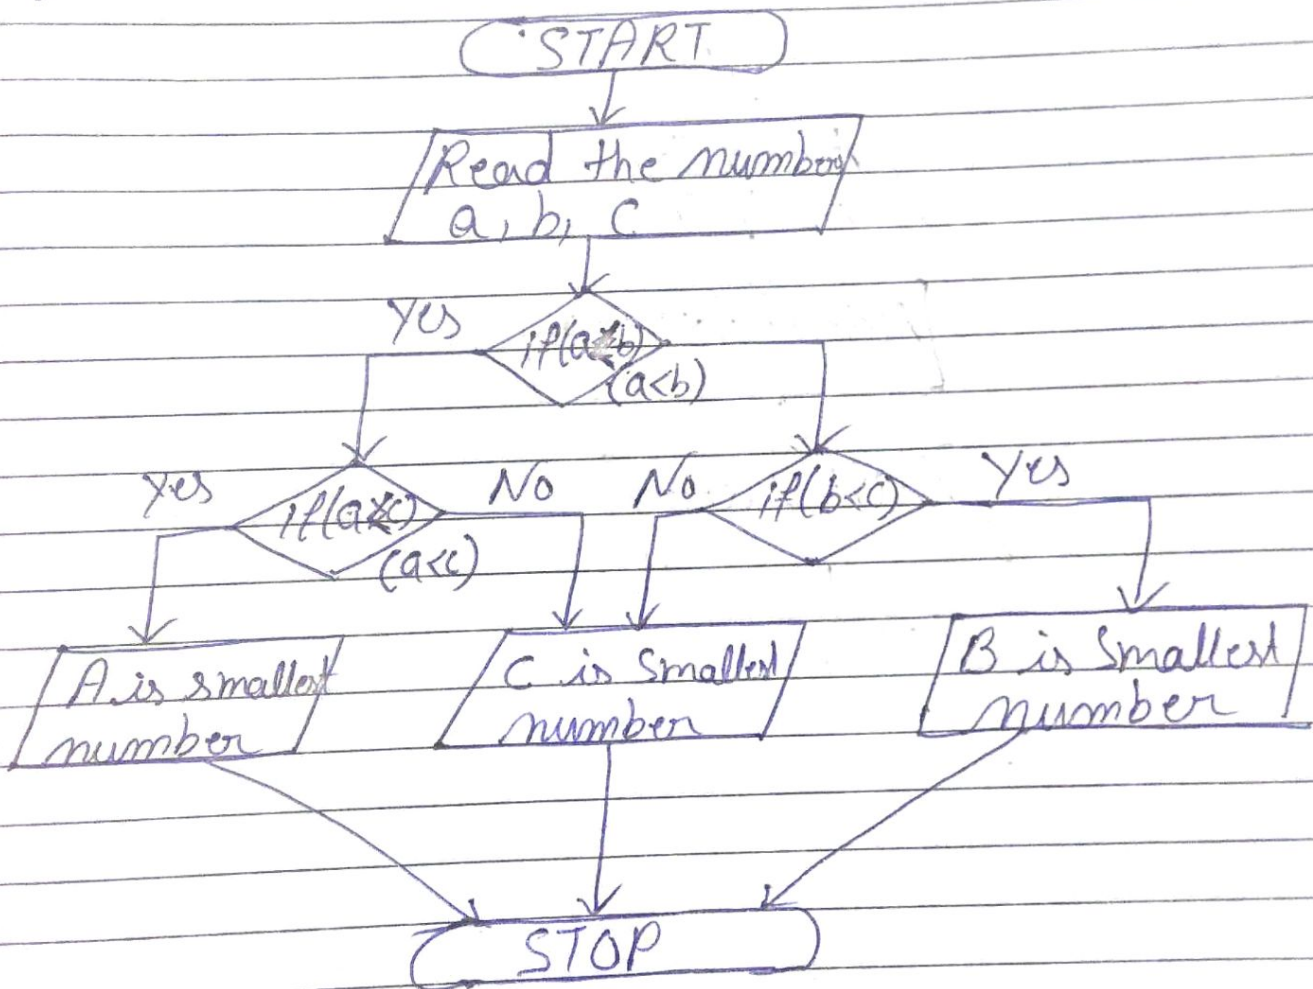 START
Read the number
a, b, c
Yes
if(a<b)
(a<b)
Yes
if(a<c)
(a<c)
No
No
if(b<c)
Yes
A is smallest
number
C is Smallest
number
B is Smallest
number
STOP